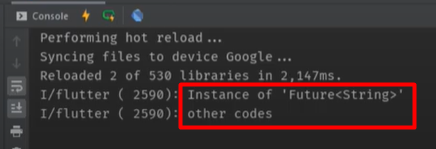 Console
Performing hot reload...
Syncing files to device Google...
Reloaded 2 of 530 libraries in 2,147ms.
I/flutter ( 2590): Instance of 'Future<String>'
I/flutter ( 2590): other codes